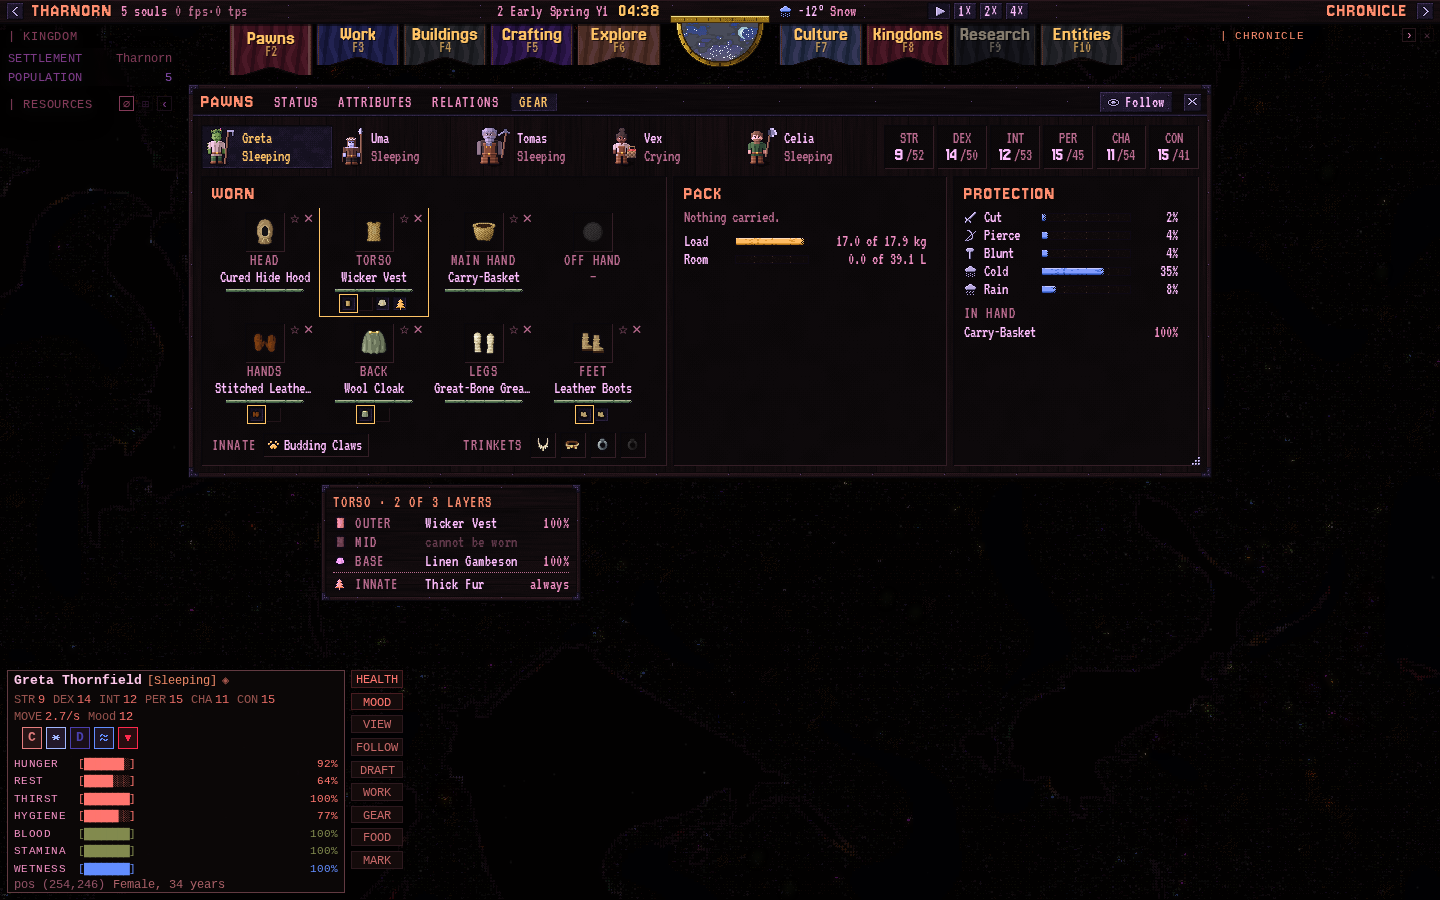 THARNORN 5 souls 0 fps·0 tps 2 Early Spring Y1 04:38 -12° Snow 1X 2X 4X CHRONICLE
KINGDOM
SETTLEMENT Tharnorn
POPULATION 5
RESOURCES
Pawns F2
Work F3
Buildings F4
Crafting F5
Explore F6
Culture F7
Kingdoms F8
Research F9
Entities F10
CHRONICLE
PAWNS STATUS ATTRIBUTES RELATIONS GEAR Follow
Greta Sleeping
Uma Sleeping
Tomas Sleeping
Vex Crying
Celia Sleeping
STR 9/52
DEX 14/50
INT 12/53
PER 15/45
CHA 11/54
CON 15/41
WORN
HEAD
Cured Hide Hood
TORSO
Wicker Vest
MAIN HAND
Carry-Basket
OFF HAND
–
HANDS
Stitched Leathe…
BACK
Wool Cloak
LEGS
Great-Bone Grea…
FEET
Leather Boots
INNATE Budding Claws TRINKETS
PACK
Nothing carried.
Load 17.0 of 17.9 kg
Room 0.0 of 39.1 L
PROTECTION
Cut 2%
Pierce 4%
Blunt 4%
Cold 35%
Rain 8%
IN HAND
Carry-Basket 100%
TORSO · 2 OF 3 LAYERS
OUTER Wicker Vest 100%
MID cannot be worn
BASE Linen Gambeson 100%
INNATE Thick Fur always
Greta Thornfield [Sleeping]
STR 9 DEX 14 INT 12 PER 15 CHA 11 CON 15
MOVE 2.7/s Mood 12
C * D ≈ ▼
HUNGER 92%
REST 64%
THIRST 100%
HYGIENE 77%
BLOOD 100%
STAMINA 100%
WETNESS 100%
pos (254,246) Female, 34 years
HEALTH
MOOD
VIEW
FOLLOW
DRAFT
WORK
GEAR
FOOD
MARK